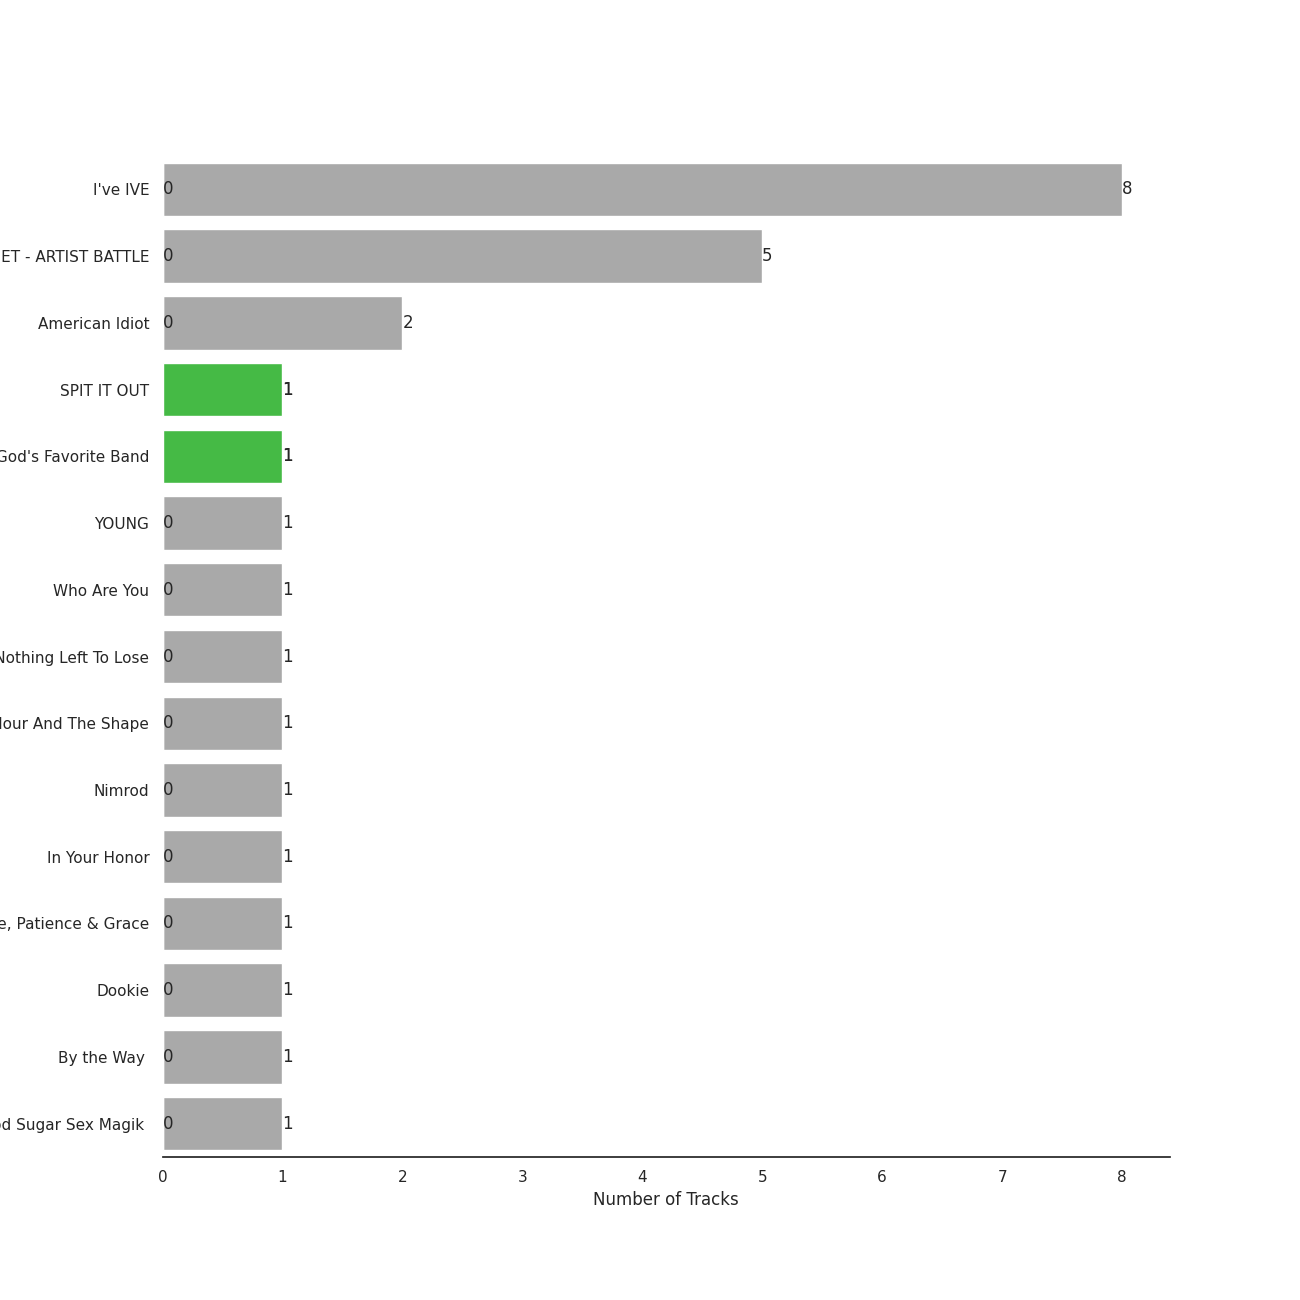 I've IVE 0 8
ET - ARTIST BATTLE 0 5
American Idiot 0 2
SPIT IT OUT 1
God's Favorite Band 1
YOUNG 0 1
Who Are You 0 1
Nothing Left To Lose 0 1
lour And The Shape 0 1
Nimrod 0 1
In Your Honor 0 1
e, Patience & Grace 0 1
Dookie 0 1
By the Way 0 1
d Sugar Sex Magik 0 1
0 1 2 3 4 5 6 7 8
Number of Tracks